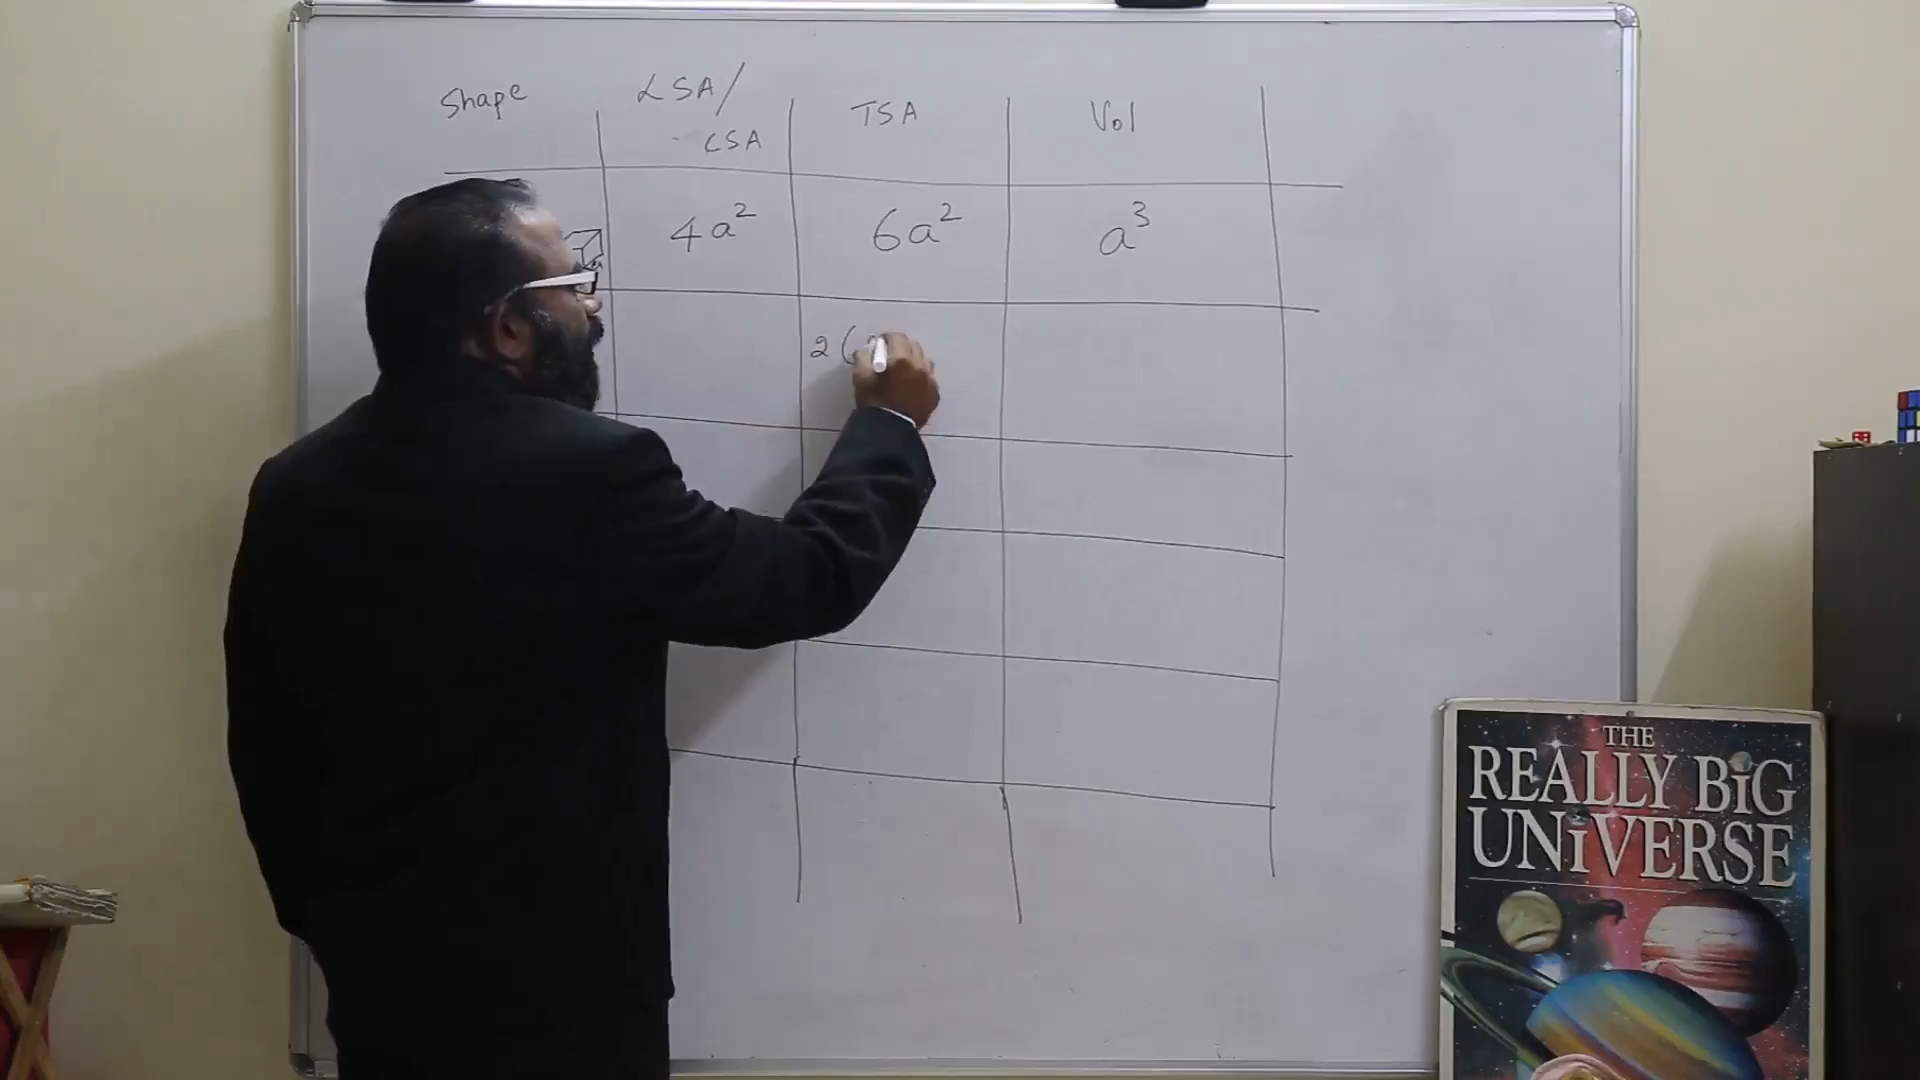 Shape
LSA/
CSA
TSA
Vol
4a²
6a²
a³
2(
THE
REALLY BiG
UNiVERSE